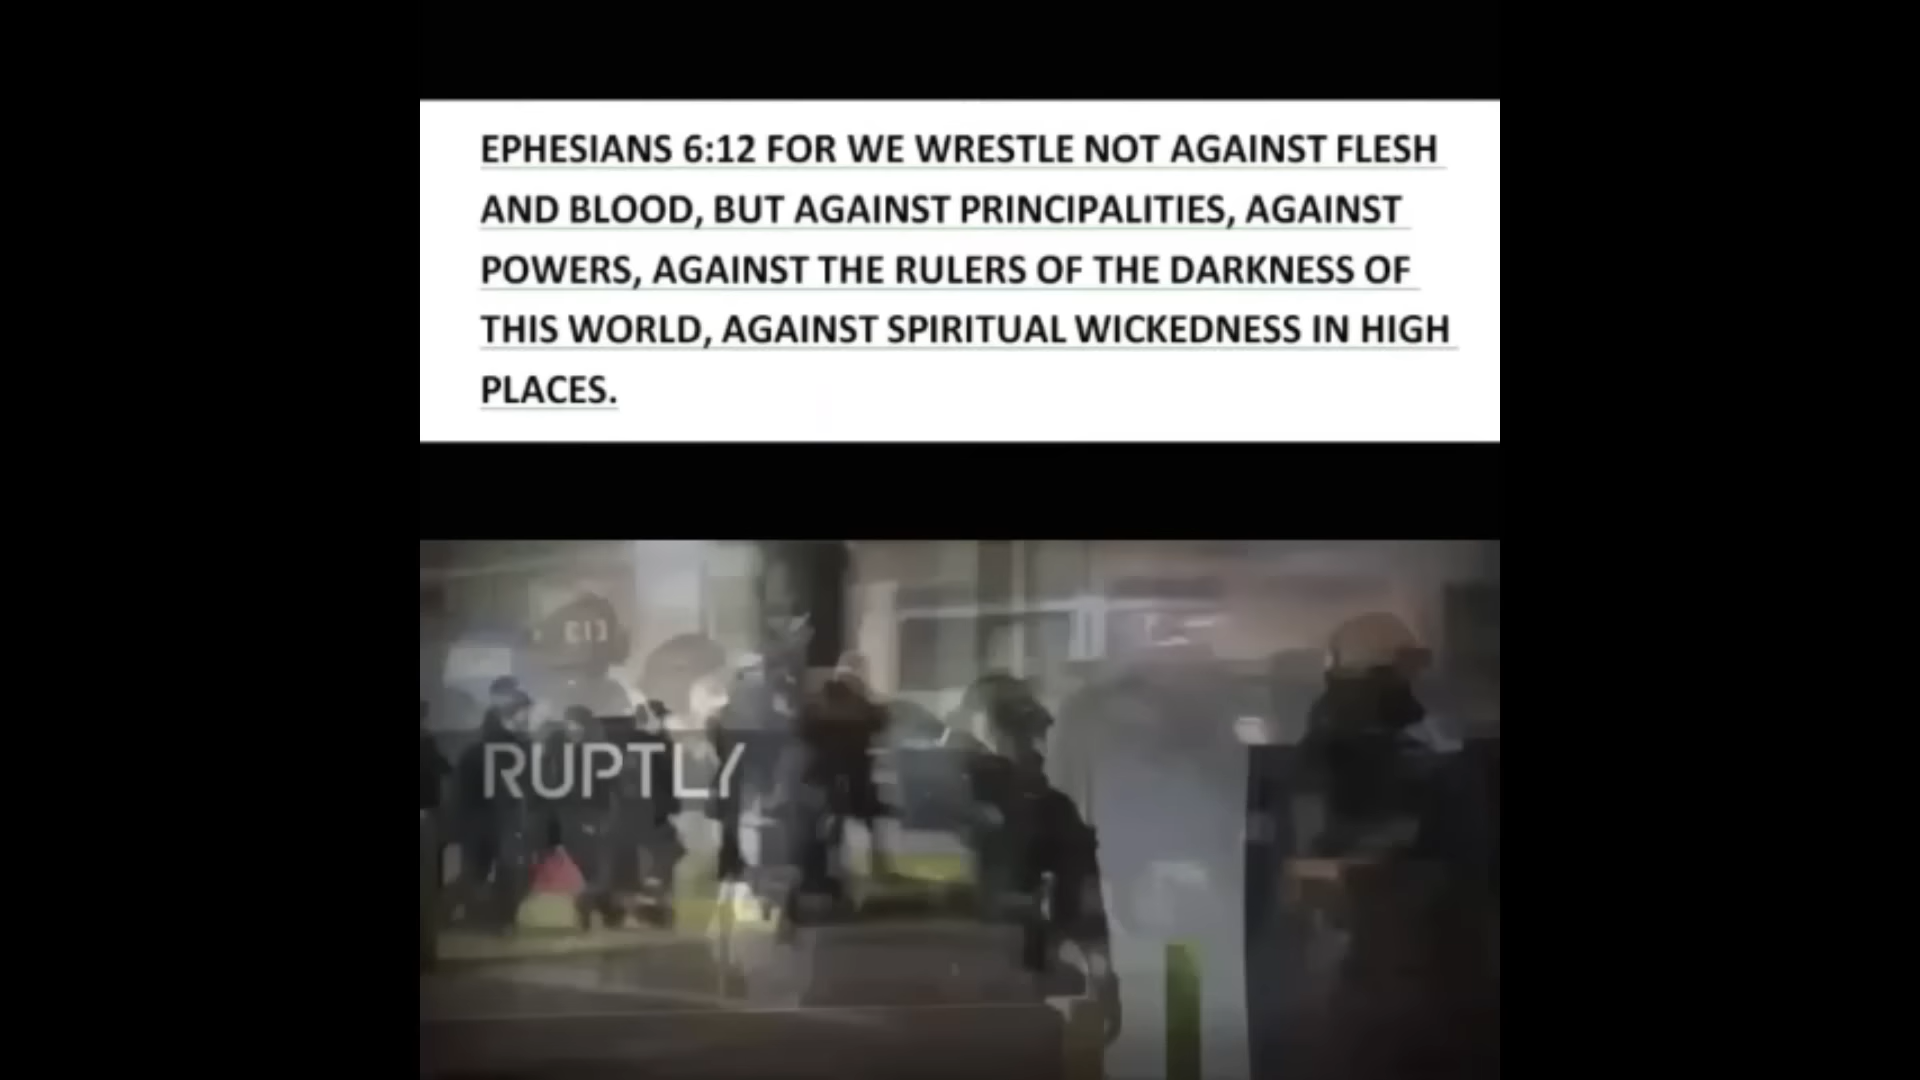 EPHESIANS 6:12 FOR WE WRESTLE NOT AGAINST FLESH
AND BLOOD, BUT AGAINST PRINCIPALITIES, AGAINST
POWERS, AGAINST THE RULERS OF THE DARKNESS OF
THIS WORLD, AGAINST SPIRITUAL WICKEDNESS IN HIGH
PLACES.
RUPTLY